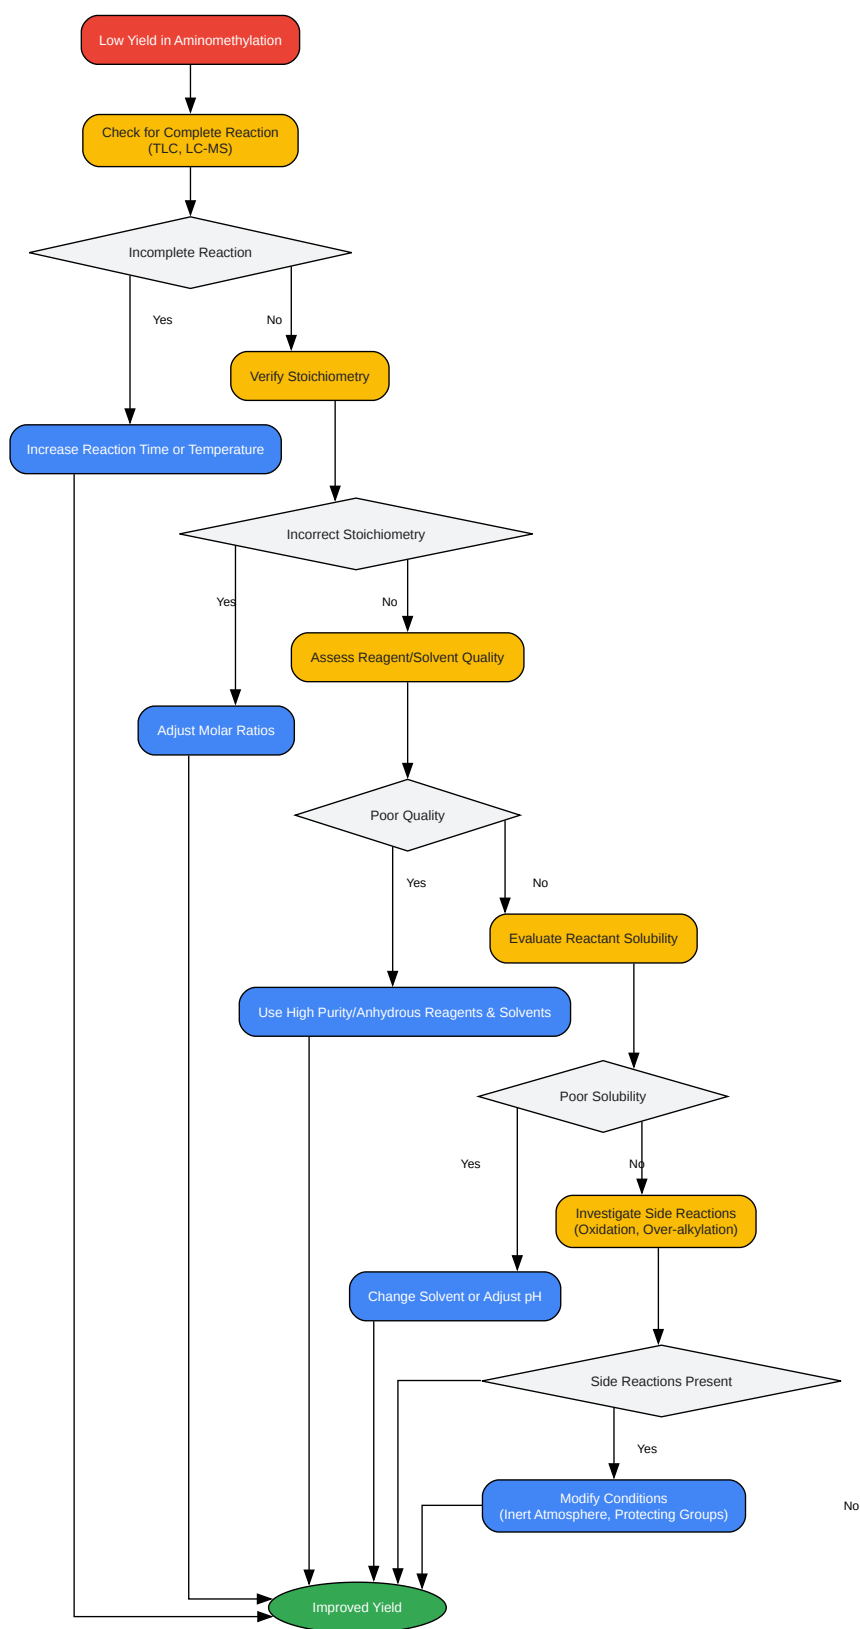 Low Yield in Aminomethylation
Check for Complete Reaction
(TLC, LC-MS)
Incomplete Reaction
Yes
No
Verify Stoichiometry
Increase Reaction Time or Temperature
Incorrect Stoichiometry
Yes
No
Assess Reagent/Solvent Quality
Adjust Molar Ratios
Poor Quality
Yes
No
Evaluate Reactant Solubility
Use High Purity/Anhydrous Reagents & Solvents
Poor Solubility
Yes
No
Investigate Side Reactions
(Oxidation, Over-alkylation)
Change Solvent or Adjust pH
Side Reactions Present
Yes
Modify Conditions
(Inert Atmosphere, Protecting Groups)
No
Improved Yield